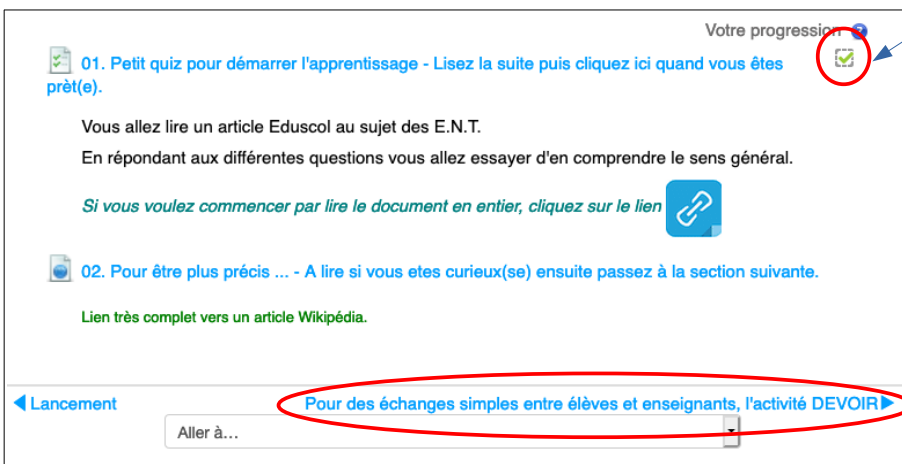 Votre progression
01. Petit quiz pour démarrer l'apprentissage - Lisez la suite puis cliquez ici quand vous êtes
prèt(e).
Vous allez lire un article Eduscol au sujet des E.N.T.
En répondant aux différentes questions vous allez essayer d'en comprendre le sens général.
Si vous voulez commencer par lire le document en entier, cliquez sur le lien
02. Pour être plus précis ... - A lire si vous etes curieux(se) ensuite passez à la section suivante.
Lien très complet vers un article Wikipédia.
Lancement
Pour des échanges simples entre élèves et enseignants, l'activité DEVOIR
Aller à...